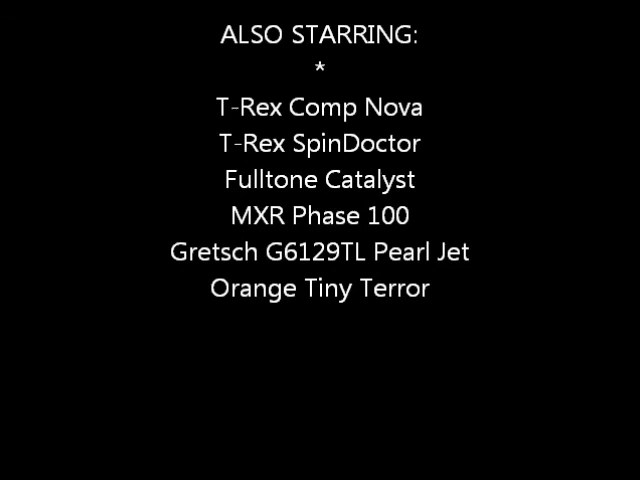 ALSO STARRING:
*
T-Rex Comp Nova
T-Rex SpinDoctor
Fulltone Catalyst
MXR Phase 100
Gretsch G6129TL Pearl Jet
Orange Tiny Terror